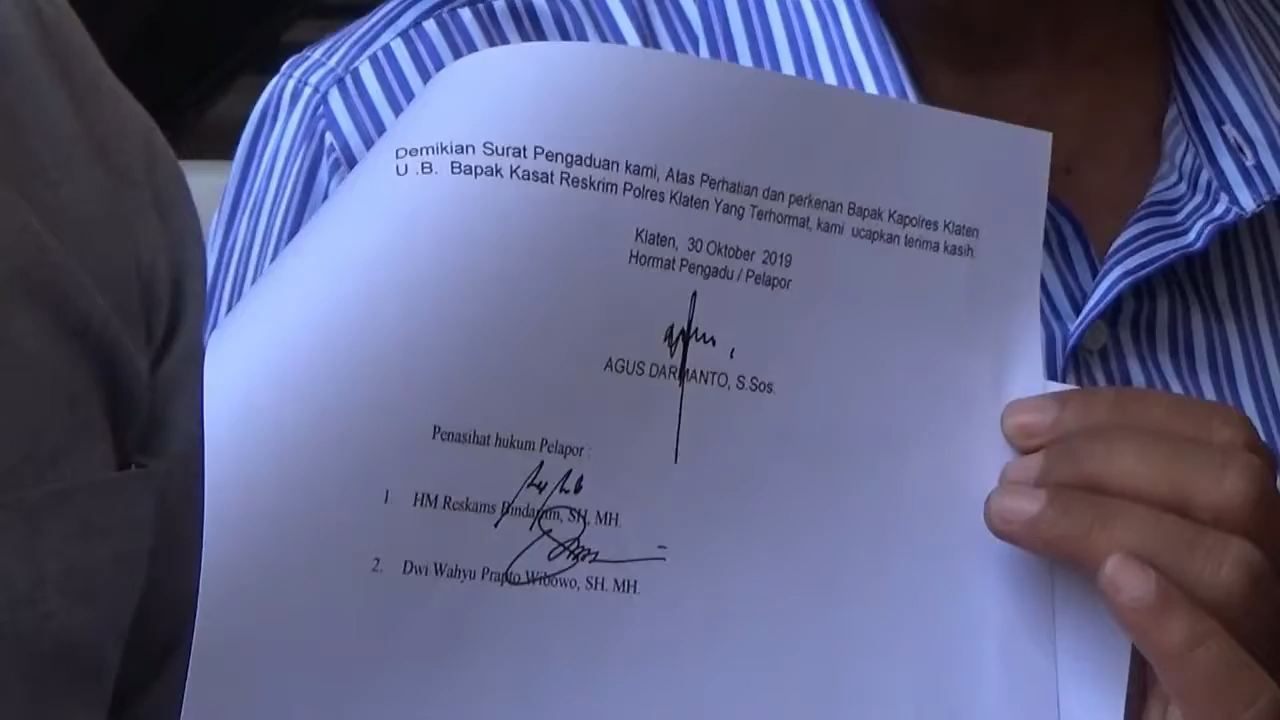 Demikian Surat Pengaduan kami, Atas Perhatian dan perkenan Bapak Kapolres Klaten
U .B. Bapak Kasat Reskrim Polres Klaten Yang Terhormat, kami ucapkan terima kasih.
Klaten, 30 Oktober 2019
Hormat Pengadu / Pelapor
AGUS DARMANTO, S.Sos.
Penasihat hukum Pelapor :
1. HM Reskams SH, MH.
2. Dwi Wahyu Prapto Wibowo, SH. MH.